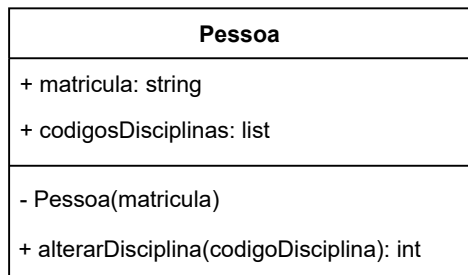 Pessoa
+ matricula: string
+ codigosDisciplinas: list
- Pessoa(matricula)
+ alterarDisciplina(codigoDisciplina): int